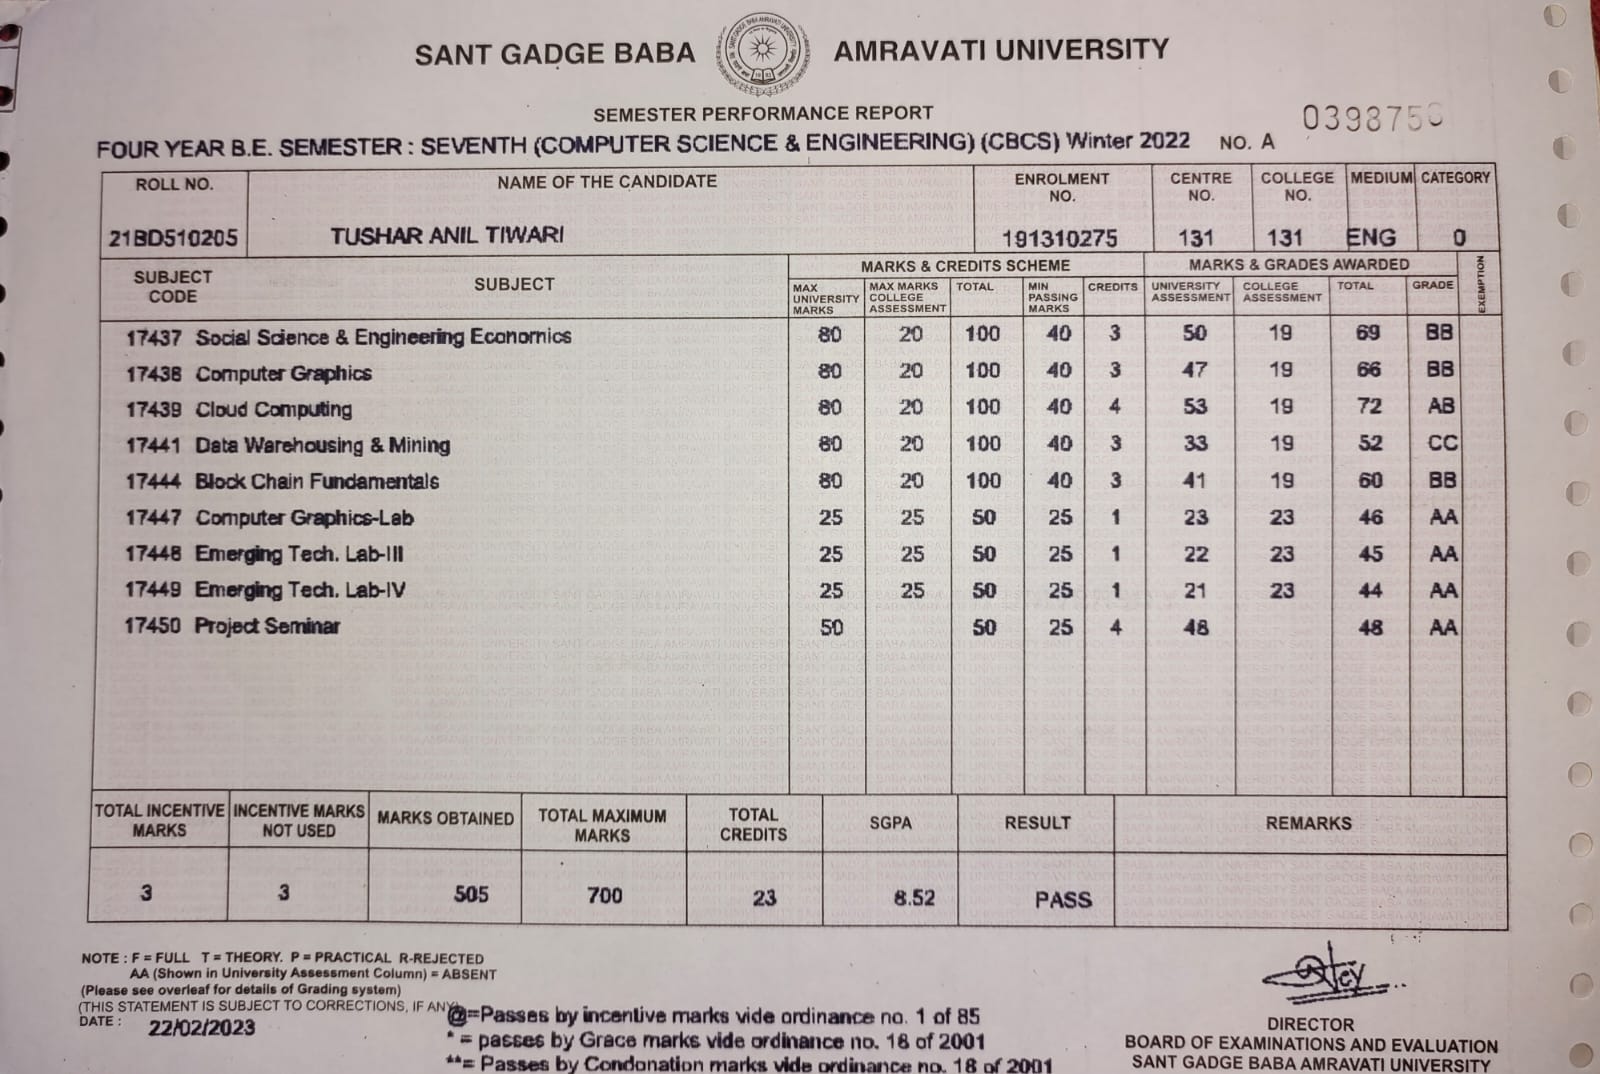 SANT GADGE BABA AMRAVATI UNIVERSITY
SEMESTER PERFORMANCE REPORT
FOUR YEAR B.E. SEMESTER : SEVENTH (COMPUTER SCIENCE & ENGINEERING) (CBCS) Winter 2022 NO. A
ROLL NO. NAME OF THE CANDIDATE ENROLMENT NO. CENTRE NO. COLLEGE NO. MEDIUM CATEGORY
21BD510205 TUSHAR ANIL TIWARI 191310275 131 131 ENG 0
SUBJECT CODE SUBJECT MARKS & CREDITS SCHEME MARKS & GRADES AWARDED EXEMPTION
MAX UNIVERSITY MARKS MAX MARKS COLLEGE ASSESSMENT TOTAL MIN PASSING MARKS CREDITS UNIVERSITY ASSESSMENT COLLEGE ASSESSMENT TOTAL GRADE
17437 Social Science & Engineering Economics 80 20 100 40 3 50 19 69 BB
17438 Computer Graphics 80 20 100 40 3 47 19 66 BB
17439 Cloud Computing 80 20 100 40 4 53 19 72 AB
17441 Data Warehousing & Mining 80 20 100 40 3 33 19 52 CC
17444 Block Chain Fundamentals 80 20 100 40 3 41 19 60 BB
17447 Computer Graphics-Lab 25 25 50 25 1 23 23 46 AA
17448 Emerging Tech. Lab-III 25 25 50 25 1 22 23 45 AA
17449 Emerging Tech. Lab-IV 25 25 50 25 1 21 23 44 AA
17450 Project Seminar 50 50 25 4 48 48 AA
TOTAL INCENTIVE MARKS INCENTIVE MARKS NOT USED MARKS OBTAINED TOTAL MAXIMUM MARKS TOTAL CREDITS SGPA RESULT REMARKS
3 3 505 700 23 8.52 PASS
NOTE : F = FULL T = THEORY. P = PRACTICAL R-REJECTED
AA (Shown in University Assessment Column) = ABSENT
(Please see overleaf for details of Grading system)
(THIS STATEMENT IS SUBJECT TO CORRECTIONS, IF ANY)
DATE : 22/02/2023
@=Passes by incentive marks vide ordinance no. 1 of 85
* = passes by Grace marks vide ordinance no. 18 of 2001
**= Passes by Condonation marks vide ordinance no. 18 of 2001
DIRECTOR
BOARD OF EXAMINATIONS AND EVALUATION
SANT GADGE BABA AMRAVATI UNIVERSITY